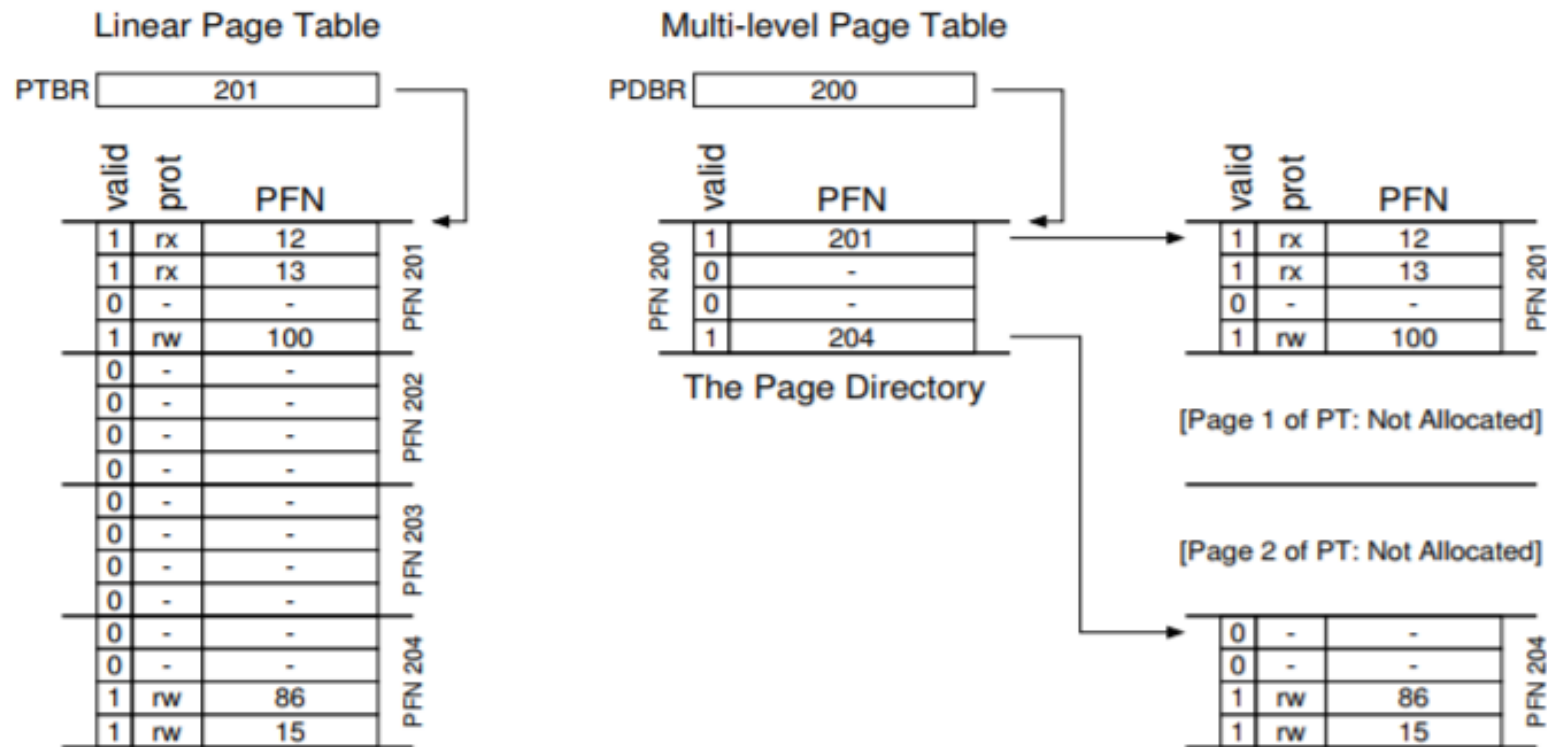 Linear Page Table
PTBR 201
valid prot PFN
1 rx 12
1 rx 13
0 - -
1 rw 100
PFN 201
0 - -
0 - -
0 - -
0 - -
PFN 202
0 - -
0 - -
0 - -
0 - -
PFN 203
0 - -
0 - -
1 rw 86
1 rw 15
PFN 204
Multi-level Page Table
PDBR 200
valid PFN
PFN 200
1 201
0 -
0 -
1 204
The Page Directory
valid prot PFN
1 rx 12
1 rx 13
0 - -
1 rw 100
PFN 201
[Page 1 of PT: Not Allocated]
[Page 2 of PT: Not Allocated]
0 - -
0 - -
1 rw 86
1 rw 15
PFN 204